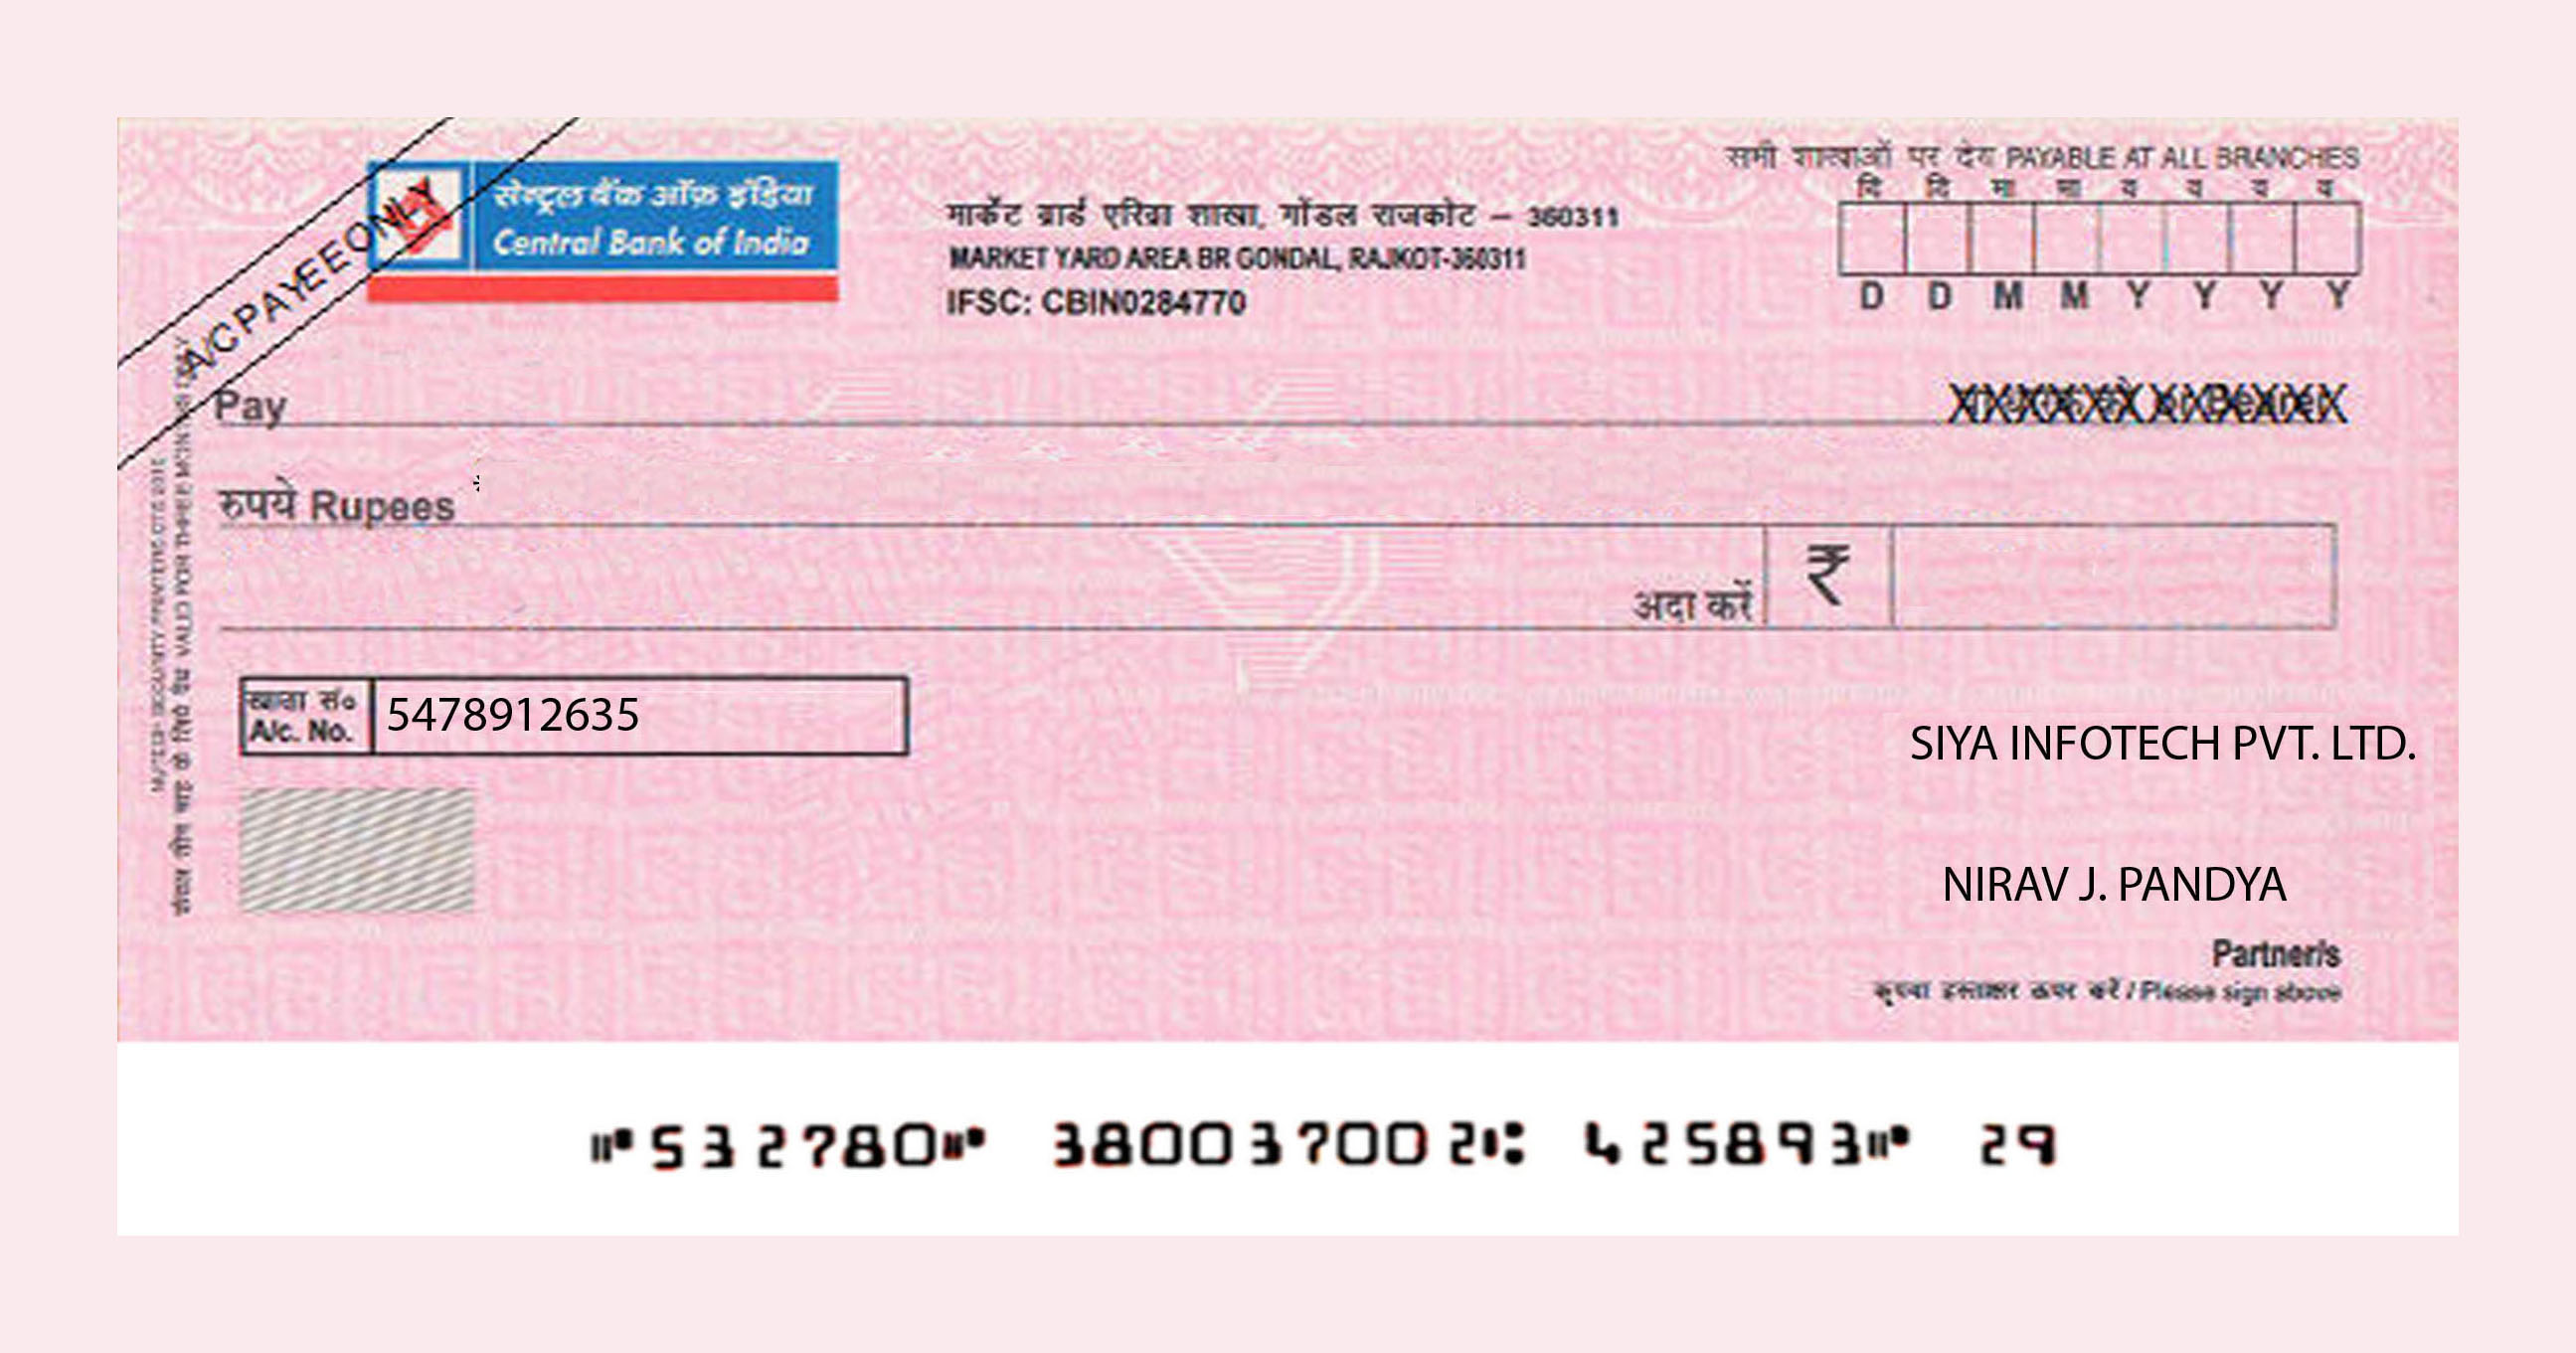 A/C PAYEE ONLY
सेन्ट्रल बैंक ऑफ़ इंडिया
Central Bank of India
मार्केट यार्ड एरिया शाखा, गोंडल राजकोट – 360311
MARKET YARD AREA BR GONDAL, RAJKOT-360311
IFSC: CBIN0284770
सभी शाखाओं पर देय PAYABLE AT ALL BRANCHES
दि दि मा मा व व व व
D D M M Y Y Y Y
Pay
XXXXXX XXXXXX
रुपये Rupees *
अदा करें ₹
खाता सं०
A/c. No. 5478912635
SIYA INFOTECH PVT. LTD.
NIRAV J. PANDYA
Partner/s
कृपया हस्ताक्षर ऊपर करें / Please sign above
⑈532780⑈ 380037002⑆ 425893⑈ 29